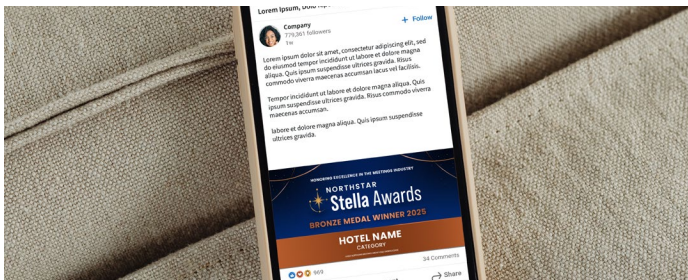 Lorem Ipsum, Dolo
Company
779,361 followers
1w
+ Follow
Lorem ipsum dolor sit amet, consectetur adipiscing elit, sed
do eiusmod tempor incididunt ut labore et dolore magna
aliqua. Quis ipsum suspendisse ultrices gravida. Risus
commodo viverra maecenas accumsan lacus vel facilisis.
Tempor incididunt ut labore et dolore magna aliqua. Quis
ipsum suspendisse ultrices gravida. Risus commodo viverra
maecenas accumsan.
labore et dolore magna aliqua. Quis ipsum suspendisse
ultrices gravida.
HONORING EXCELLENCE IN THE MEETINGS INDUSTRY
NORTHSTAR
Stella Awards
BRONZE MEDAL WINNER 2025
HOTEL NAME
CATEGORY
969
34 Comments
Share